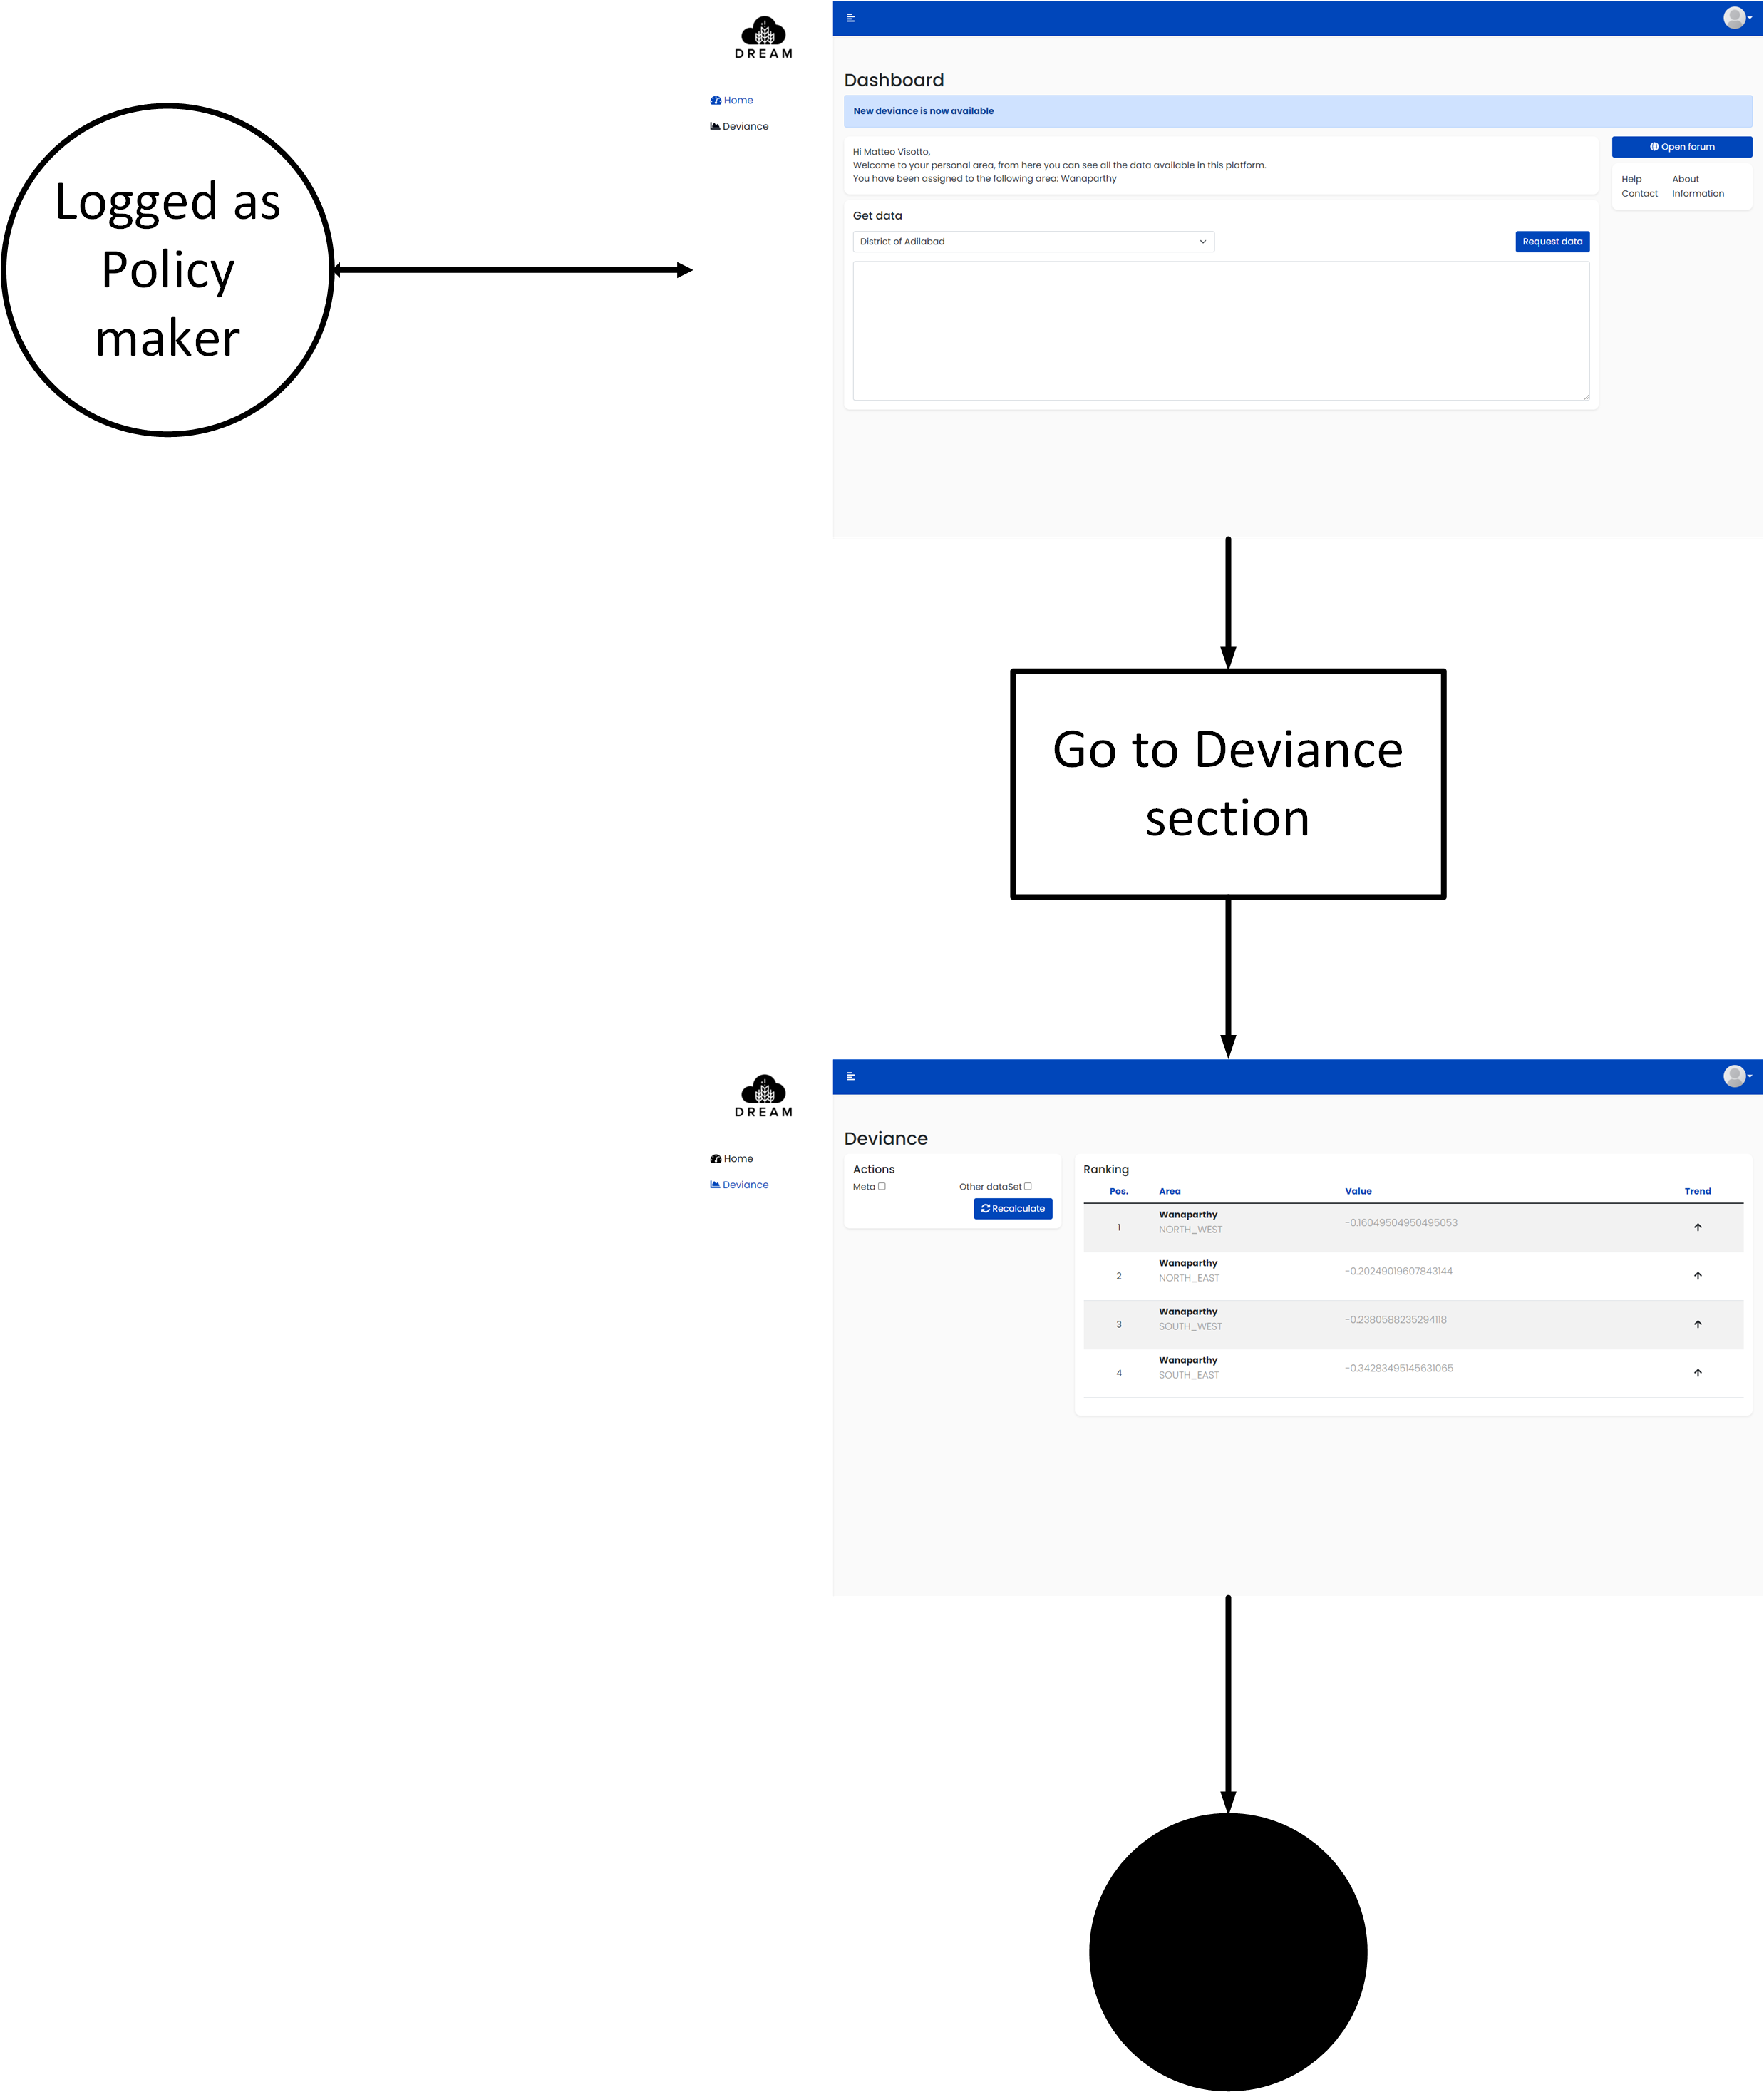 Logged as
Policy
maker
DREAM
Home
Deviance
Dashboard
New deviance is now available
Hi Matteo Visotto,
Welcome to your personal area, from here you can see all the data available in this platform.
You have been assigned to the following area: Wanaparthy
Open forum
Help About
Contact Information
Get data
District of Adilabad
Request data
Go to Deviance
section
DREAM
Home
Deviance
Deviance
Actions
Meta Other dataSet
Recalculate
Ranking
Pos. Area Value Trend
1 Wanaparthy -0.16049504950495053
NORTH_WEST
2 Wanaparthy -0.20249019607843144
NORTH_EAST
3 Wanaparthy -0.2380588235294118
SOUTH_WEST
4 Wanaparthy -0.34283495145631065
SOUTH_EAST